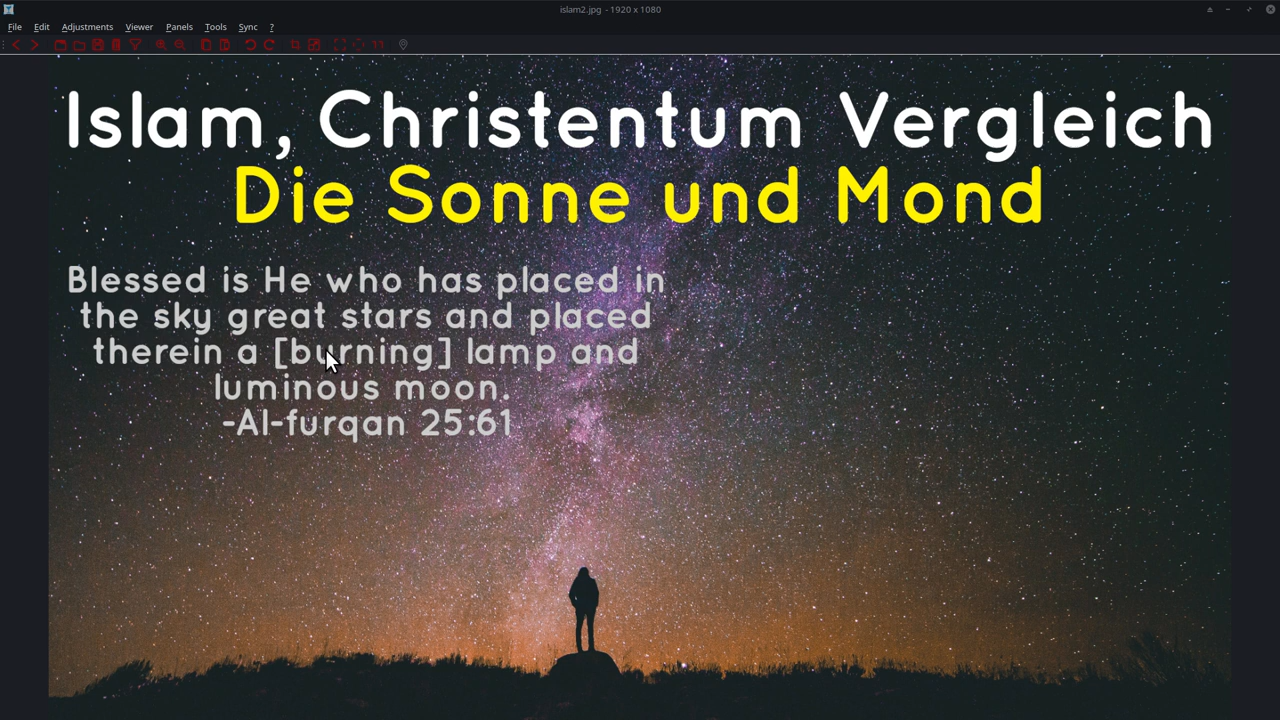 islam2.jpg - 1920 x 1080
File Edit Adjustments Viewer Panels Tools Sync ?
Islam, Christentum Vergleich
Die Sonne und Mond
Blessed is He who has placed in
the sky great stars and placed
therein a [burning] lamp and
luminous moon.
-Al-furqan 25:61